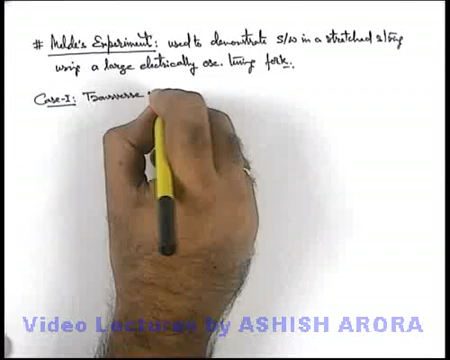 # Melde's Experiment: used to demonstrate S/W in a stretched string
using a large electrically osc. tuning fork.
Case-I: Transverse
Video Lectures by ASHISH ARORA